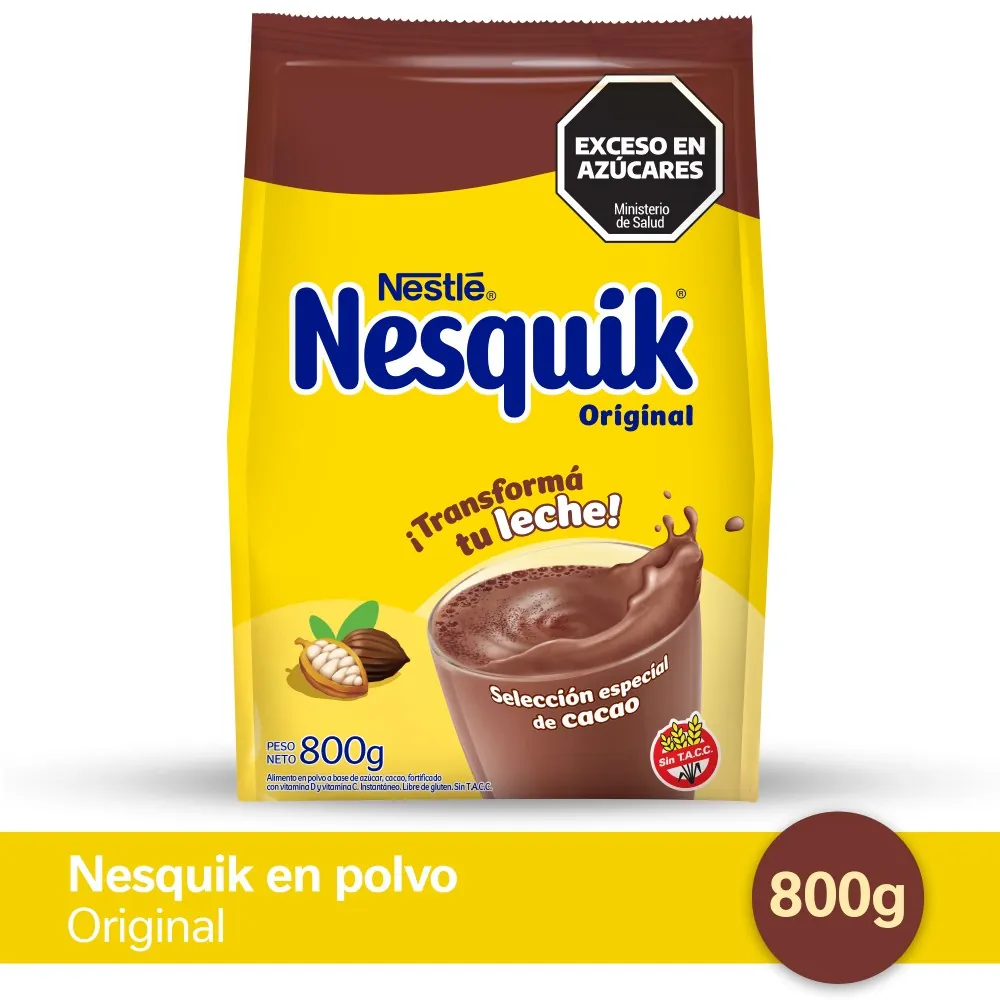 EXCESO EN
AZÚCARES
Ministerio
de Salud
Nestlé®
Nesquik®
Original
¡Transformá
tu leche!
Selección especial
de cacao
PESO
NETO 800g
Alimento en polvo a base de azúcar, cacao, fortificado
con vitamina D y vitamina C. Instantáneo. Libre de gluten. Sin T.A.C.C.
Sin T.A.C.C.
Nesquik en polvo
Original
800g